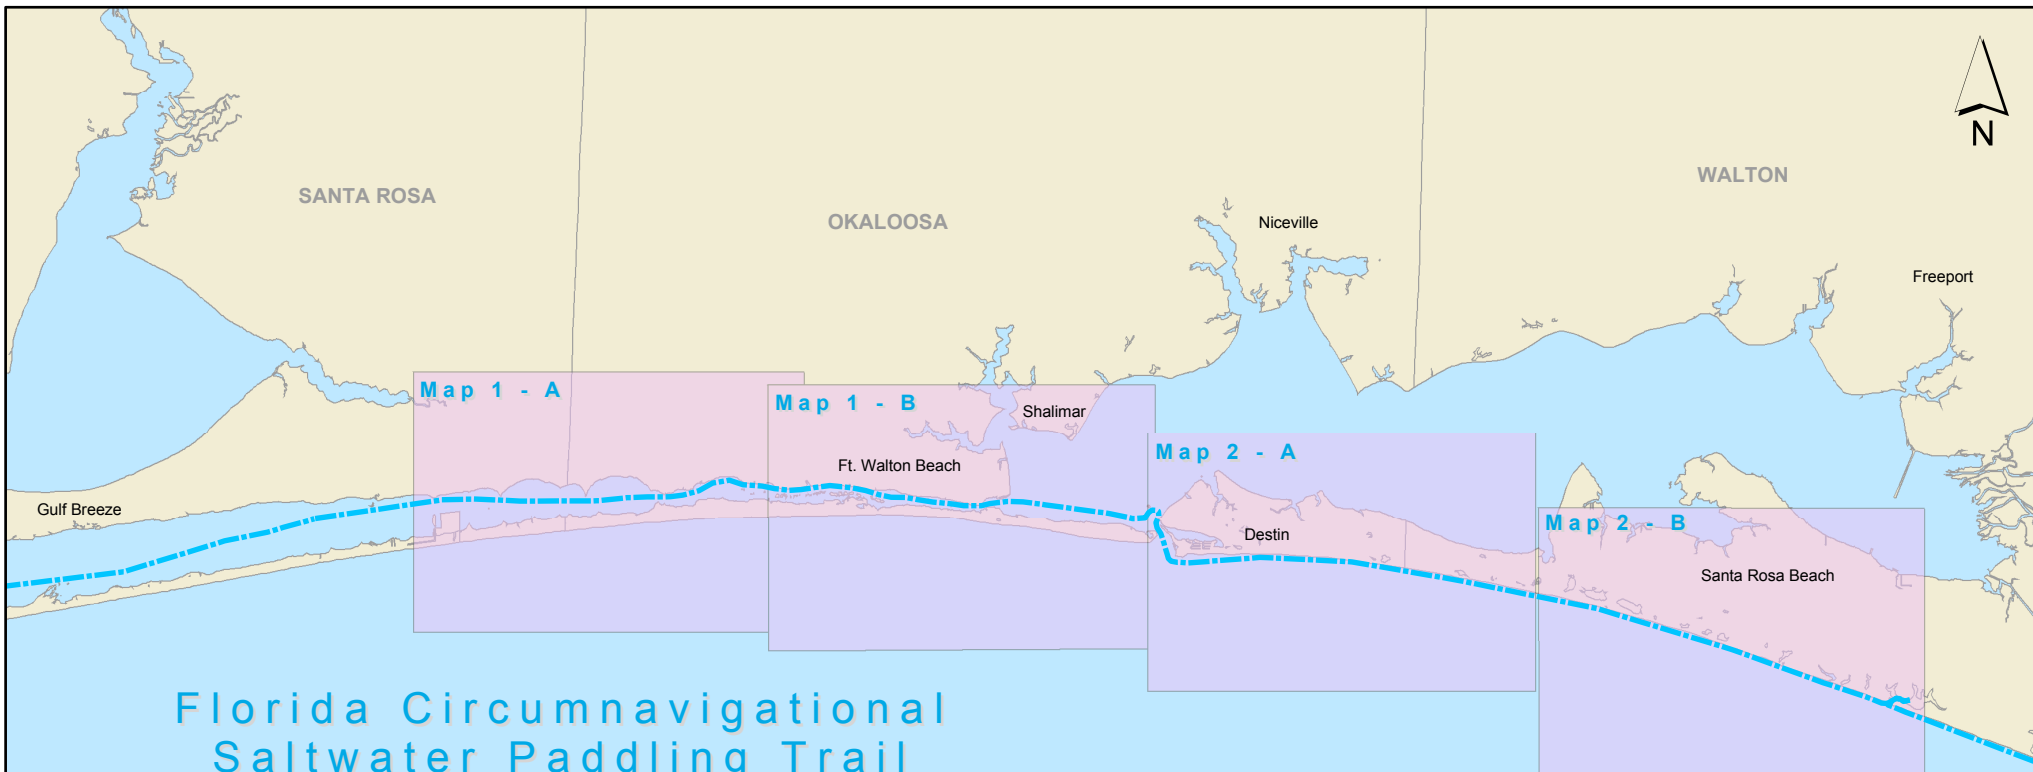 N
WALTON
SANTA ROSA
OKALOOSA
Niceville
Freeport
Map 1 - A
Map 1 - B
Shalimar
Map 2 - A
Ft. Walton Beach
Gulf Breeze
Map 2 - B
Destin
Santa Rosa Beach
Florida Circumnavigational
Saltwater Paddling Trail